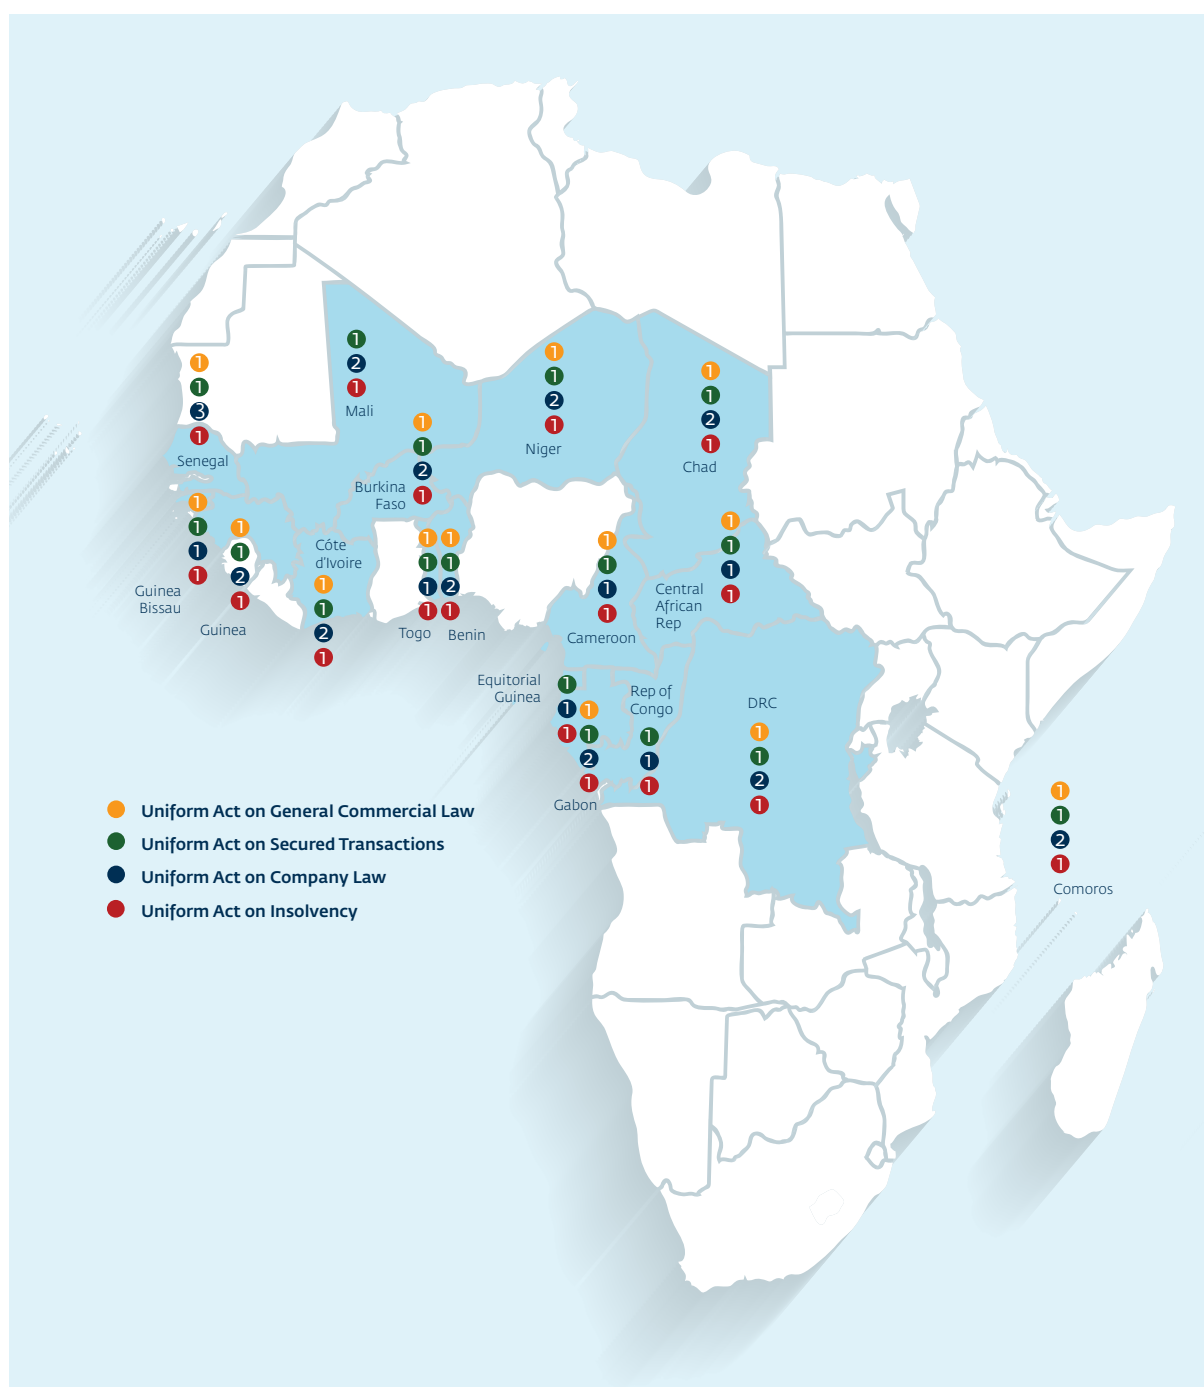 1
1
2
1
Mali
1
1
3
1
Senegal
1
1
2
1
Niger
1
1
2
1
Chad
1
1
2
1
Burkina
Faso
1
1
1
1
Guinea
Bissau
1
1
2
1
Guinea
Côte
d'Ivoire
1
1
2
1
1
1
1
1
Togo
1
1
2
1
Benin
1
1
1
1
Cameroon
1
1
1
1
Central
African
Rep
Equitorial
Guinea
1
1
1
1
1
2
1
Gabon
Rep of
Congo
1
1
1
DRC
1
1
2
1
1
1
2
1
Comoros
Uniform Act on General Commercial Law
Uniform Act on Secured Transactions
Uniform Act on Company Law
Uniform Act on Insolvency